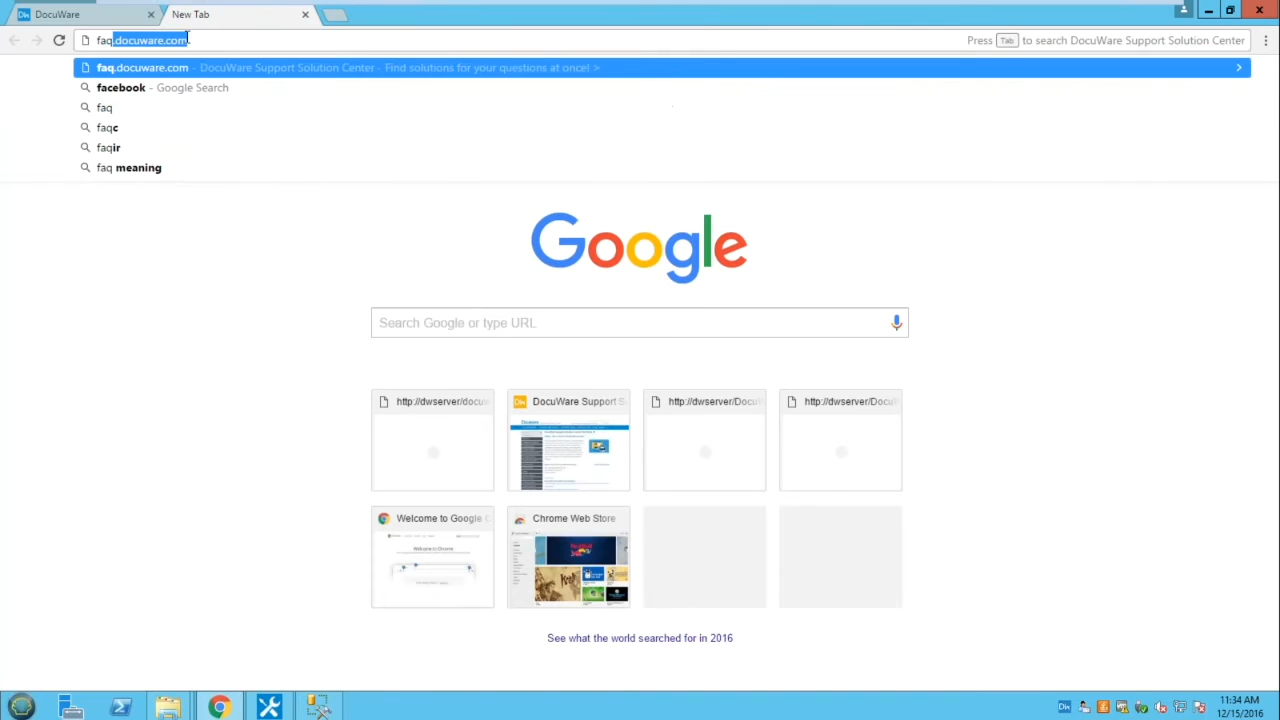 DocuWare
New Tab
faq.docuware.com
Press Tab to search DocuWare Support Solution Center
faq.docuware.com - DocuWare Support Solution Center - Find solutions for your questions at once! >
facebook - Google Search
faq
faqc
faqir
faq meaning
Google
Search Google or type URL
http://dwserver/docuw
DocuWare Support S
http://dwserver/DocuW
http://dwserver/DocuW
Welcome to Google C
Chrome Web Store
See what the world searched for in 2016
11:34 AM
12/15/2016